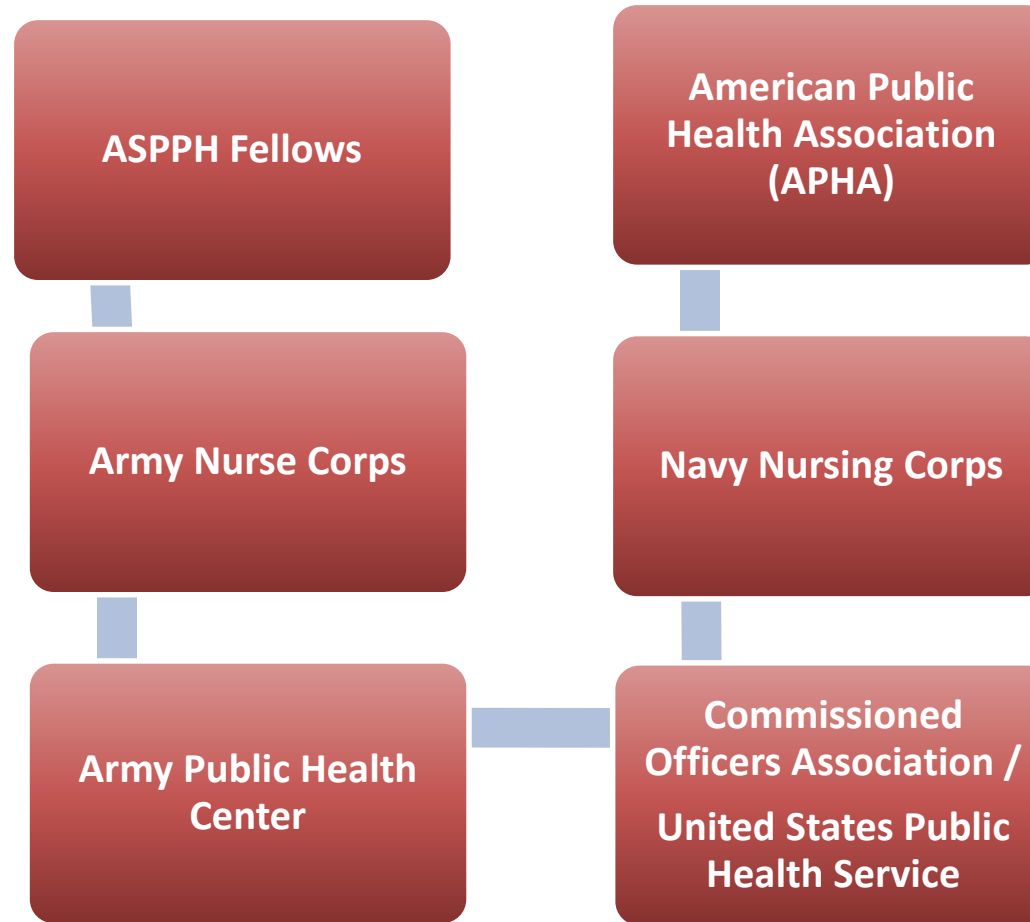 ASPPH Fellows
Army Nurse Corps
Army Public Health
Center
Commissioned
Officers Association /
United States Public
Health Service
Navy Nursing Corps
American Public
Health Association
(APHA)